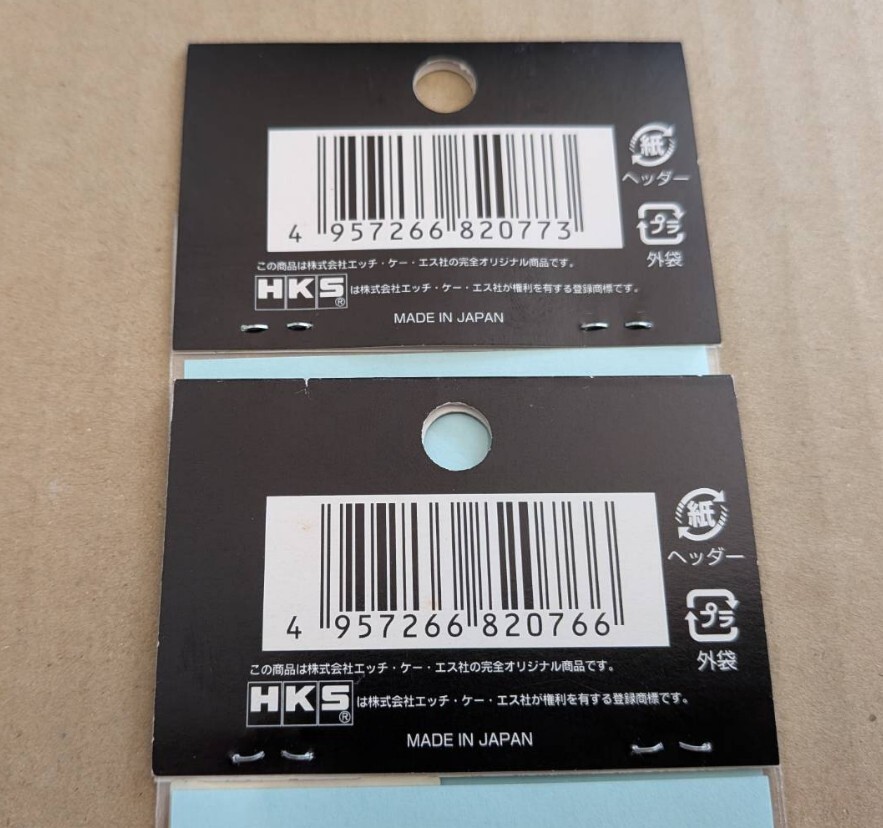 紙
ヘッダー
プラ
外袋
4 957266 820773
この商品は株式会社エッチ・ケー・エス社の完全オリジナル商品です。
HKS® は株式会社エッチ・ケー・エス社が権利を有する登録商標です。
MADE IN JAPAN
紙
ヘッダー
プラ
外袋
4 957266 820766
この商品は株式会社エッチ・ケー・エス社の完全オリジナル商品です。
HKS® は株式会社エッチ・ケー・エス社が権利を有する登録商標です。
MADE IN JAPAN